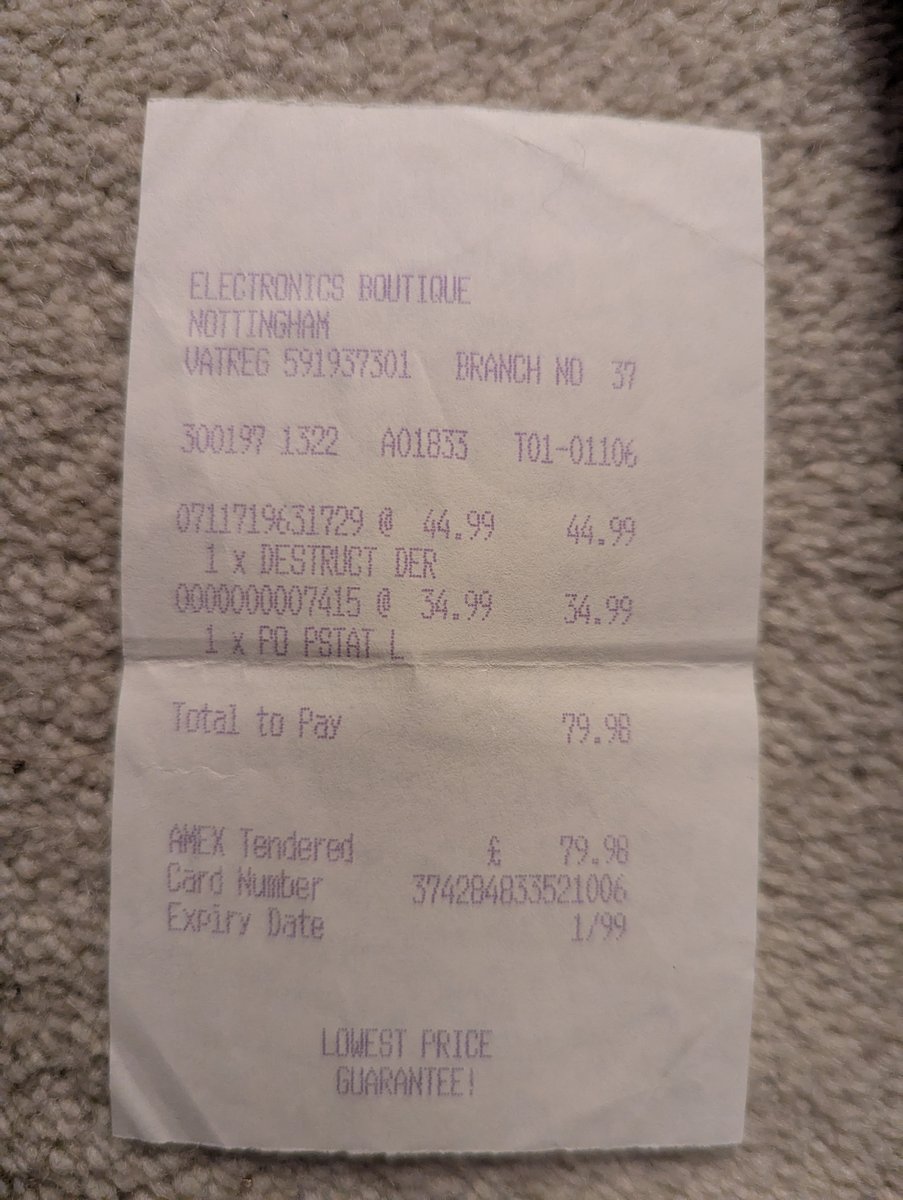 ELECTRONICS BOUTIQUE
NOTTINGHAM
VATREG 591937301 BRANCH NO 37
300197 1322 A01833 T01-01106
0711719631729 @ 44.99 44.99
1 x DESTRUCT DER
0000000007415 @ 34.99 34.99
1 x PO PSTAT L
Total to Pay 79.98
AMEX Tendered £ 79.98
Card Number 374284833521006
Expiry Date 1/99
LOWEST PRICE
GUARANTEE!